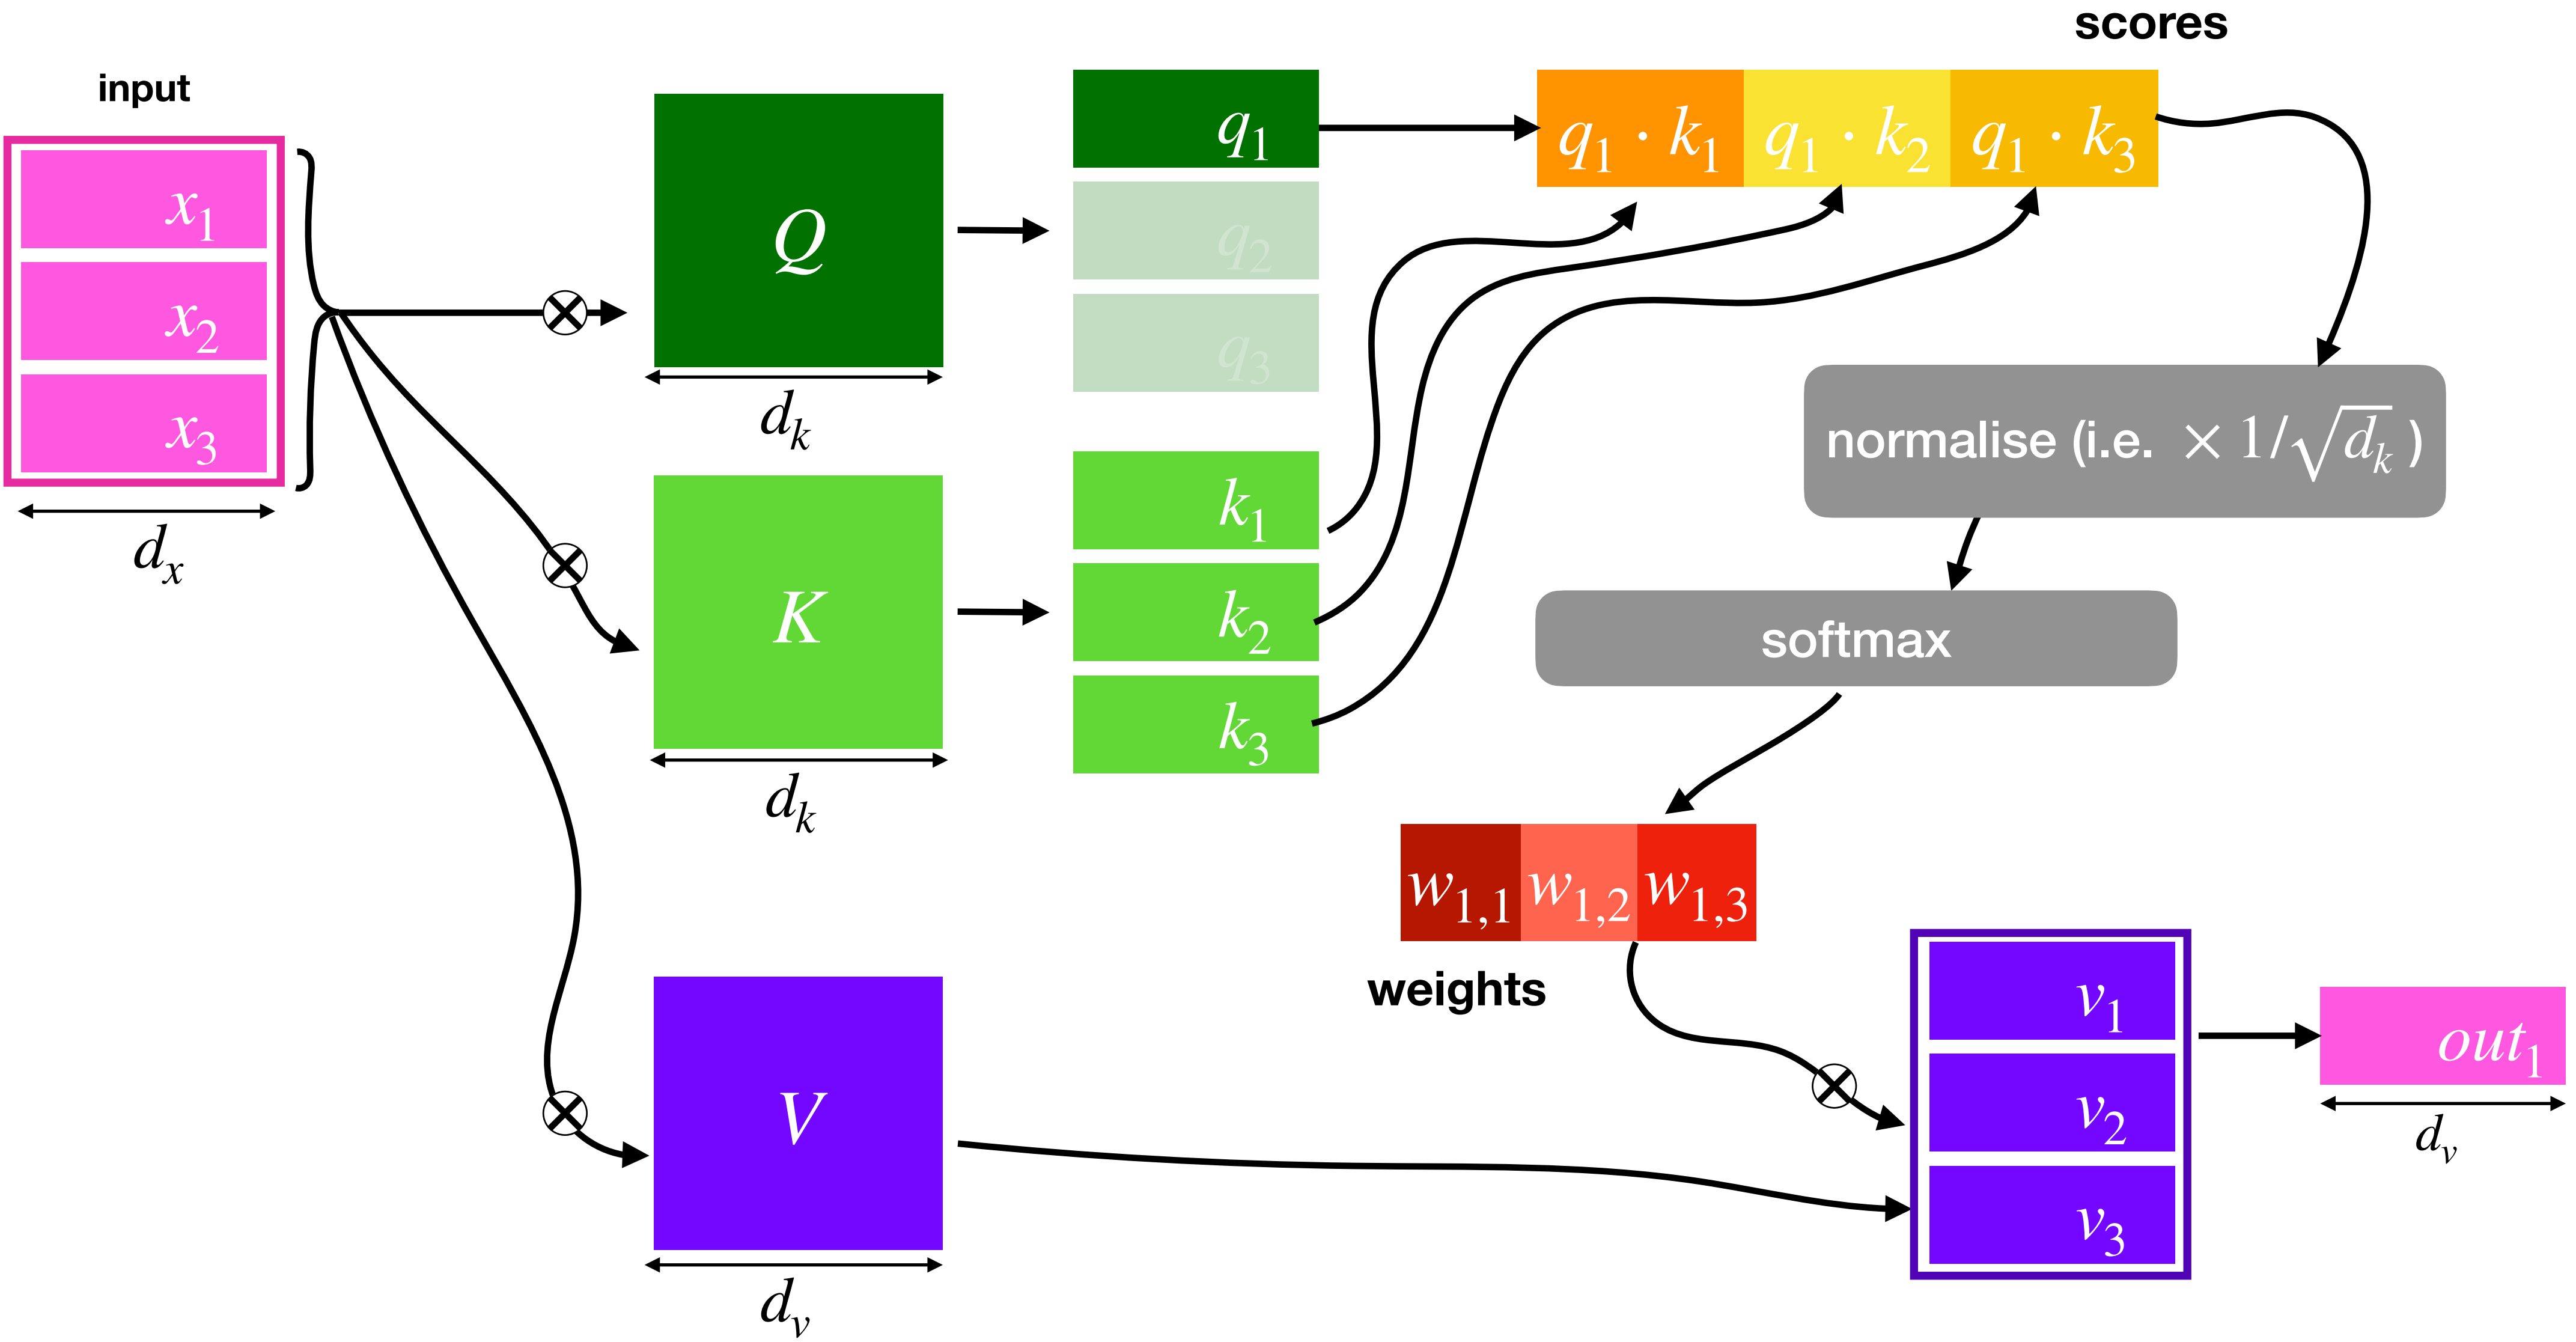 scores
input
x₁
x₂
x₃
dₓ
Q
dₖ
K
dₖ
V
dᵥ
q₁
q₂
q₃
k₁
k₂
k₃
q₁ · k₁ q₁ · k₂ q₁ · k₃
normalise (i.e. × 1/√dₖ )
softmax
w₁,₁ w₁,₂ w₁,₃
weights
v₁
v₂
v₃
out₁
dᵥ